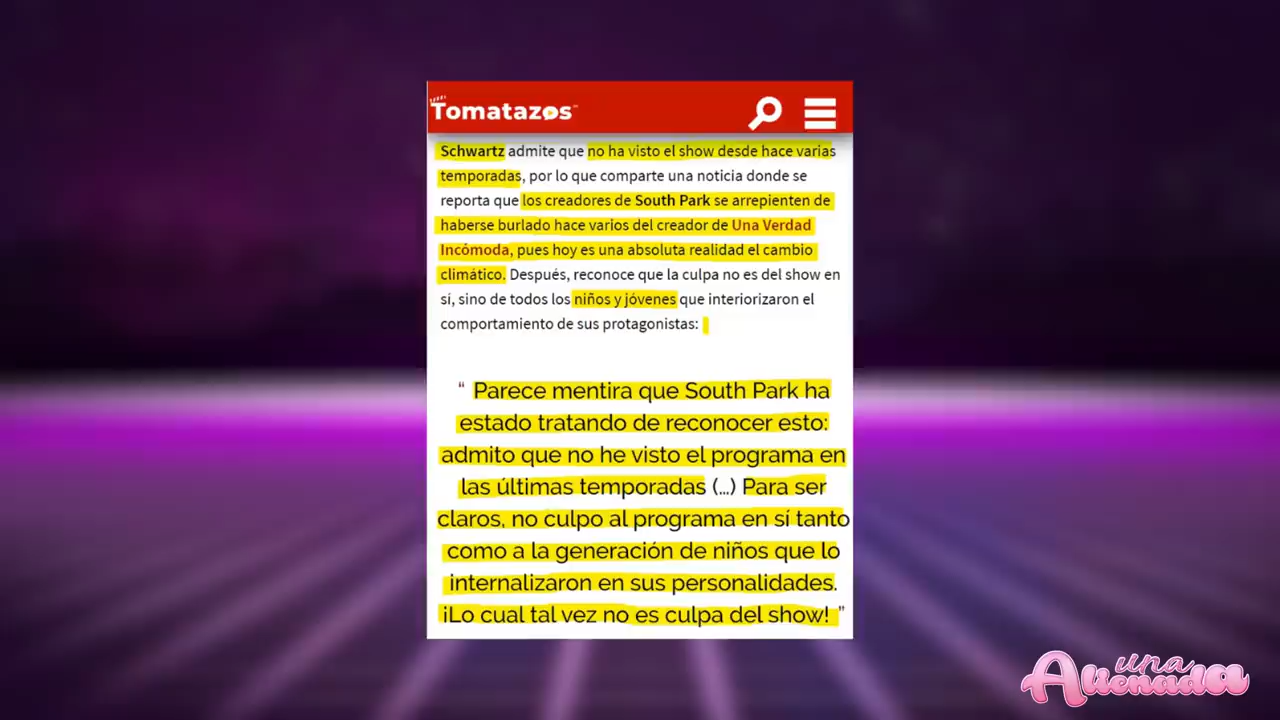 Tomatazos
Schwartz admite que no ha visto el show desde hace varias
temporadas, por lo que comparte una noticia donde se
reporta que los creadores de South Park se arrepienten de
haberse burlado hace varios del creador de Una Verdad
Incómoda, pues hoy es una absoluta realidad el cambio
climático. Después, reconoce que la culpa no es del show en
sí, sino de todos los niños y jóvenes que interiorizaron el
comportamiento de sus protagonistas:
“ Parece mentira que South Park ha
estado tratando de reconocer esto:
admito que no he visto el programa en
las últimas temporadas (...) Para ser
claros, no culpo al programa en sí tanto
como a la generación de niños que lo
internalizaron en sus personalidades.
¡Lo cual tal vez no es culpa del show! ”
una
Alienada